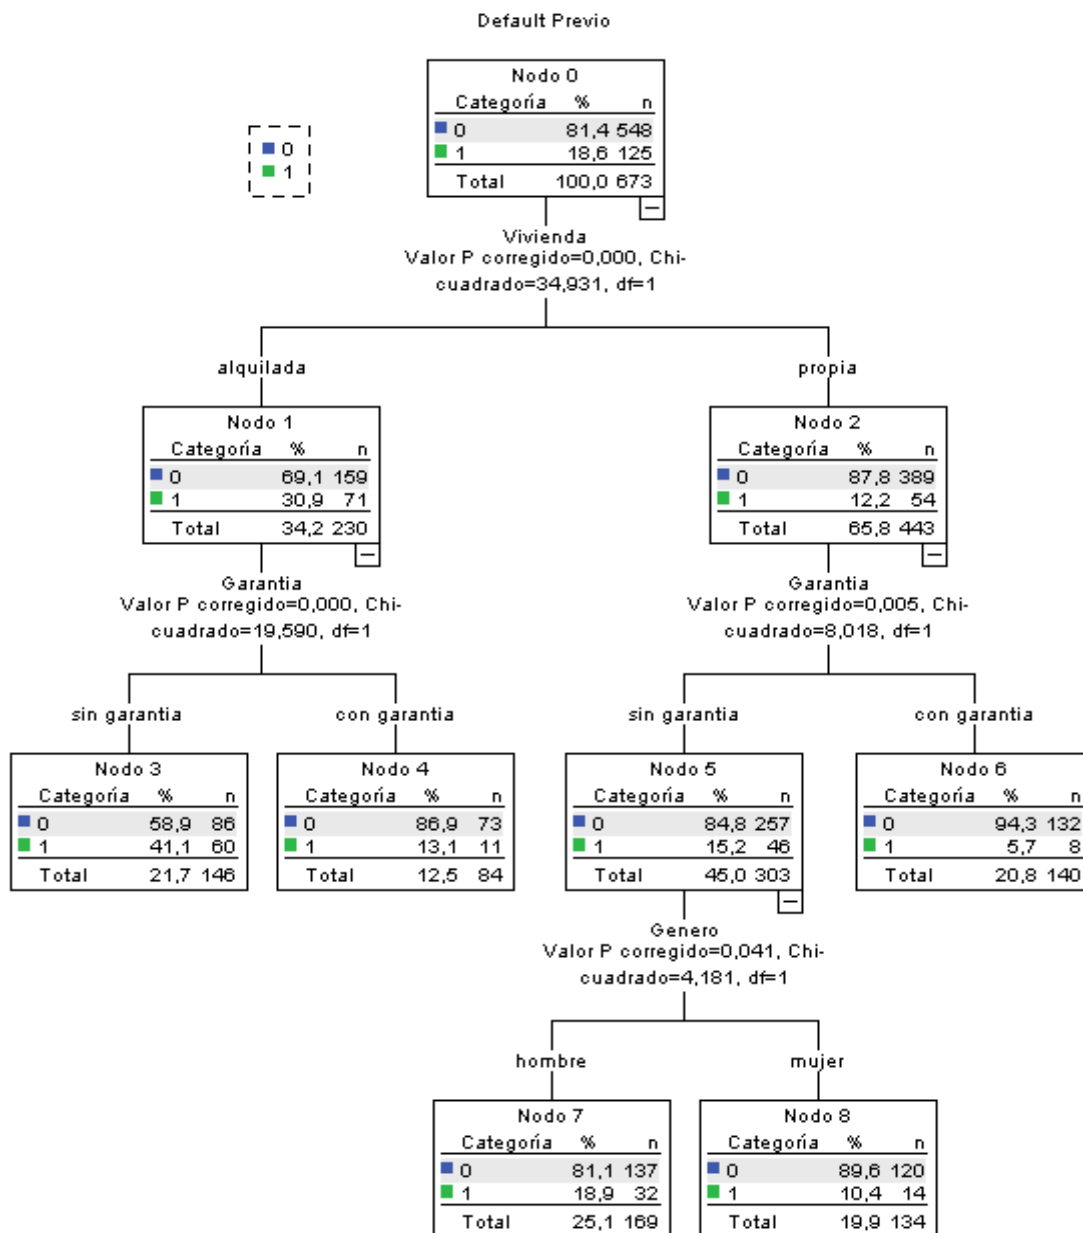 Default Previo
Nodo 0
Categoría % n
0 81,4 548
1 18,6 125
Total 100,0 673
0
1
Vivienda
Valor P corregido=0,000, Chi-
cuadrado=34,931, df=1
alquilada
propia
Nodo 1
Categoría % n
0 69,1 159
1 30,9 71
Total 34,2 230
Nodo 2
Categoría % n
0 87,8 389
1 12,2 54
Total 65,8 443
Garantia
Valor P corregido=0,000, Chi-
cuadrado=19,590, df=1
Garantia
Valor P corregido=0,005, Chi-
cuadrado=8,018, df=1
sin garantia
con garantia
sin garantia
con garantia
Nodo 3
Categoría % n
0 58,9 86
1 41,1 60
Total 21,7 146
Nodo 4
Categoría % n
0 86,9 73
1 13,1 11
Total 12,5 84
Nodo 5
Categoría % n
0 84,8 257
1 15,2 46
Total 45,0 303
Nodo 6
Categoría % n
0 94,3 132
1 5,7 8
Total 20,8 140
Genero
Valor P corregido=0,041, Chi-
cuadrado=4,181, df=1
hombre
mujer
Nodo 7
Categoría % n
0 81,1 137
1 18,9 32
Total 25,1 169
Nodo 8
Categoría % n
0 89,6 120
1 10,4 14
Total 19,9 134